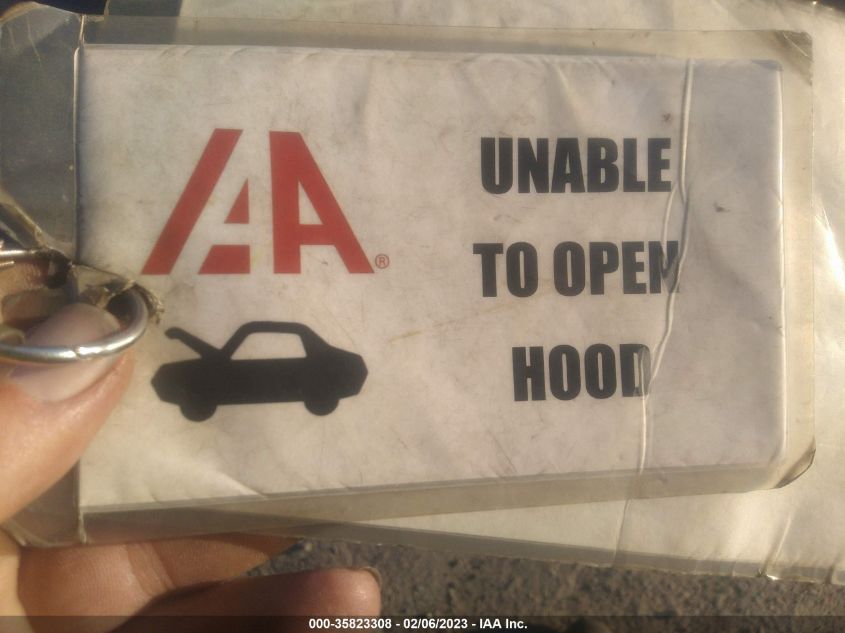 IAA®
UNABLE
TO OPEN
HOOD
000-35823308 - 02/06/2023 - IAA Inc.